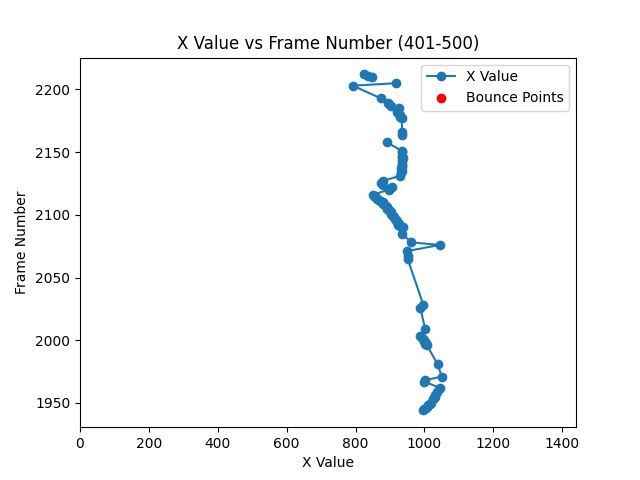 X Value vs Frame Number (401-500)
X Value
Bounce Points
2200
2150
2100
2050
2000
1950
Frame Number
0 200 400 600 800 1000 1200 1400
X Value